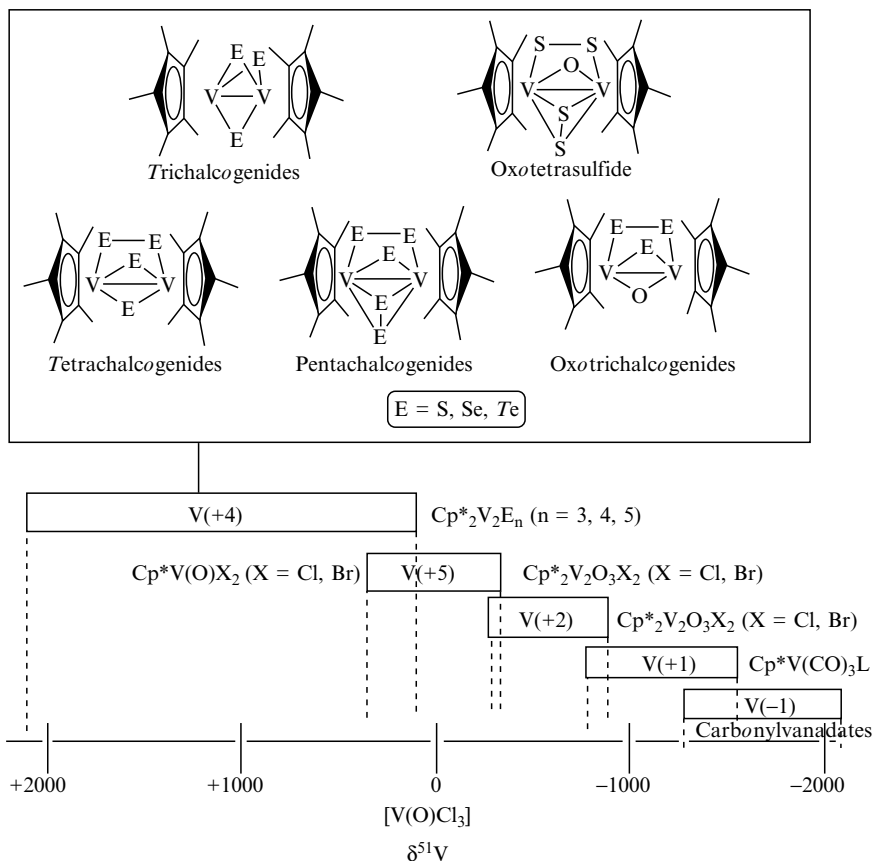 E
E
V
V
E
Trichalcogenides
S
S
O
V
V
S
S
Oxotetrasulfide
E
E
E
V
V
E
Tetrachalcogenides
E
E
E
V
V
E
E
Pentachalcogenides
E
E
E
V
V
O
Oxotrichalcogenides
E = S, Se, Te
V(+4)
Cp*2V2En (n = 3, 4, 5)
Cp*V(O)X2 (X = Cl, Br)
V(+5)
Cp*2V2O3X2 (X = Cl, Br)
V(+2)
Cp*2V2O3X2 (X = Cl, Br)
V(+1)
Cp*V(CO)3L
V(−1)
Carbonylvanadates
+2000
+1000
0
−1000
−2000
[V(O)Cl3]
δ51V